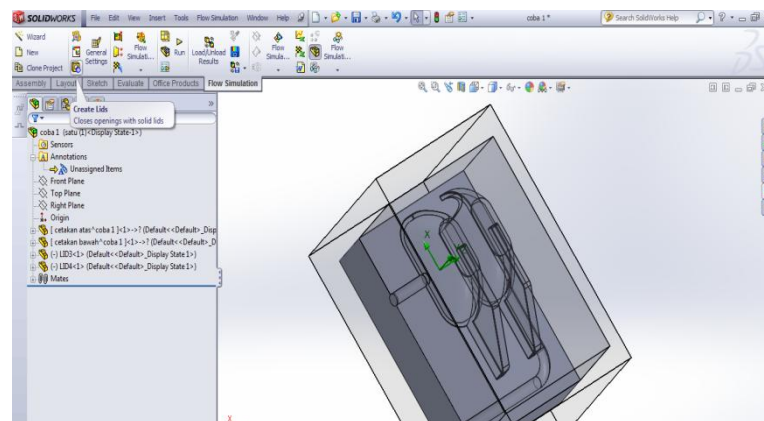 SOLIDWORKS File Edit View Insert Tools Flow Simulation Window Help coba 1 * Search SolidWorks Help
Wizard
New
Clone Project
General Settings
Flow Simulati...
Run
Load/Unload Results
Flow Simula...
Flow Simulati...
Assembly Layout Sketch Evaluate Office Products Flow Simulation
Create Lids
Closes openings with solid lids
coba 1 (satu (1)<Display State-1>)
Sensors
Annotations
Unassigned Items
Front Plane
Top Plane
Right Plane
Origin
[ cetakan atas^coba 1 ]<1>->? (Default<<Default>_Disp
[ cetakan bawah^coba 1 ]<1>->? (Default<<Default>_D
(-) LID3<1> (Default<<Default>_Display State 1>)
(-) LID4<1> (Default<<Default>_Display State 1>)
Mates
X
X